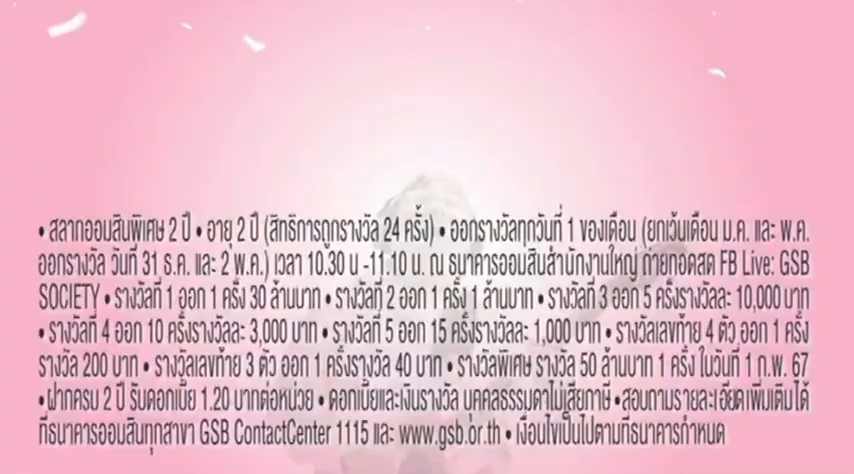 • สลากออมสินพิเศษ 2 ปี • อายุ 2 ปี (สิทธิการถูกรางวัล 24 ครั้ง) • ออกรางวัลทุกวันที่ 1 ของเดือน (ยกเว้นเดือน ม.ค. และ พ.ค.
ออกรางวัล วันที่ 31 ธ.ค. และ 2 พ.ค.) เวลา 10.30 น -11.10 น. ณ ธนาคารออมสินสำนักงานใหญ่ ถ่ายทอดสด FB Live: GSB
SOCIETY • รางวัลที่ 1 ออก 1 ครั้ง 30 ล้านบาท • รางวัลที่ 2 ออก 1 ครั้ง 1 ล้านบาท • รางวัลที่ 3 ออก 5 ครั้งรางวัลละ 10,000 บาท
• รางวัลที่ 4 ออก 10 ครั้งรางวัลละ 3,000 บาท • รางวัลที่ 5 ออก 15 ครั้งรางวัลละ 1,000 บาท • รางวัลเลขท้าย 4 ตัว ออก 1 ครั้ง
รางวัล 200 บาท • รางวัลเลขท้าย 3 ตัว ออก 1 ครั้งรางวัล 40 บาท • รางวัลพิเศษ รางวัล 50 ล้านบาท 1 ครั้ง ในวันที่ 1 ก.พ. 67
•ฝากครบ 2 ปี รับดอกเบี้ย 1.20 บาทต่อหน่วย • ดอกเบี้ยและเงินรางวัล บุคคลธรรมดาไม่เสียภาษี •สอบถามรายละเอียดเพิ่มเติมได้
ที่ธนาคารออมสินทุกสาขา GSB ContactCenter 1115 และ www.gsb.or.th • เงื่อนไขเป็นไปตามที่ธนาคารกำหนด